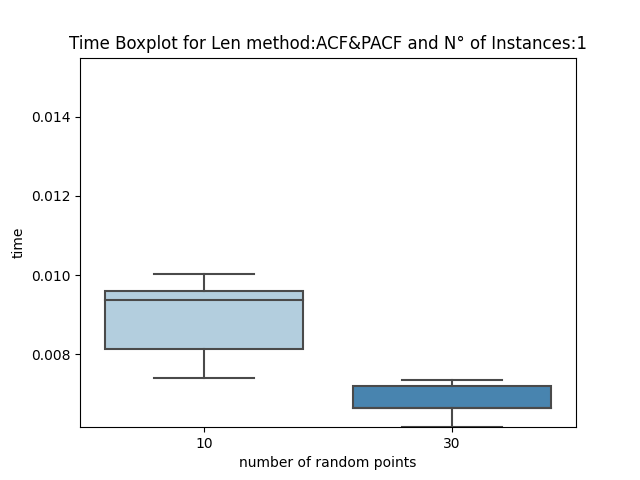 Time Boxplot for Len method:ACF&PACF and N° of Instances:1
0.014
0.012
0.010
0.008
time
10
30
number of random points